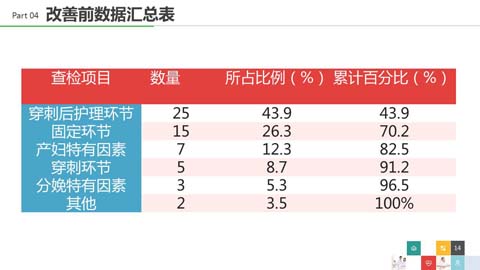 Part 04 改善前数据汇总表
查检项目 数量 所占比例（%） 累计百分比（%）
穿刺后护理环节 25 43.9 43.9
固定环节 15 26.3 70.2
产妇特有因素 7 12.3 82.5
穿刺环节 5 8.7 91.2
分娩特有因素 3 5.3 96.5
其他 2 3.5 100%
14